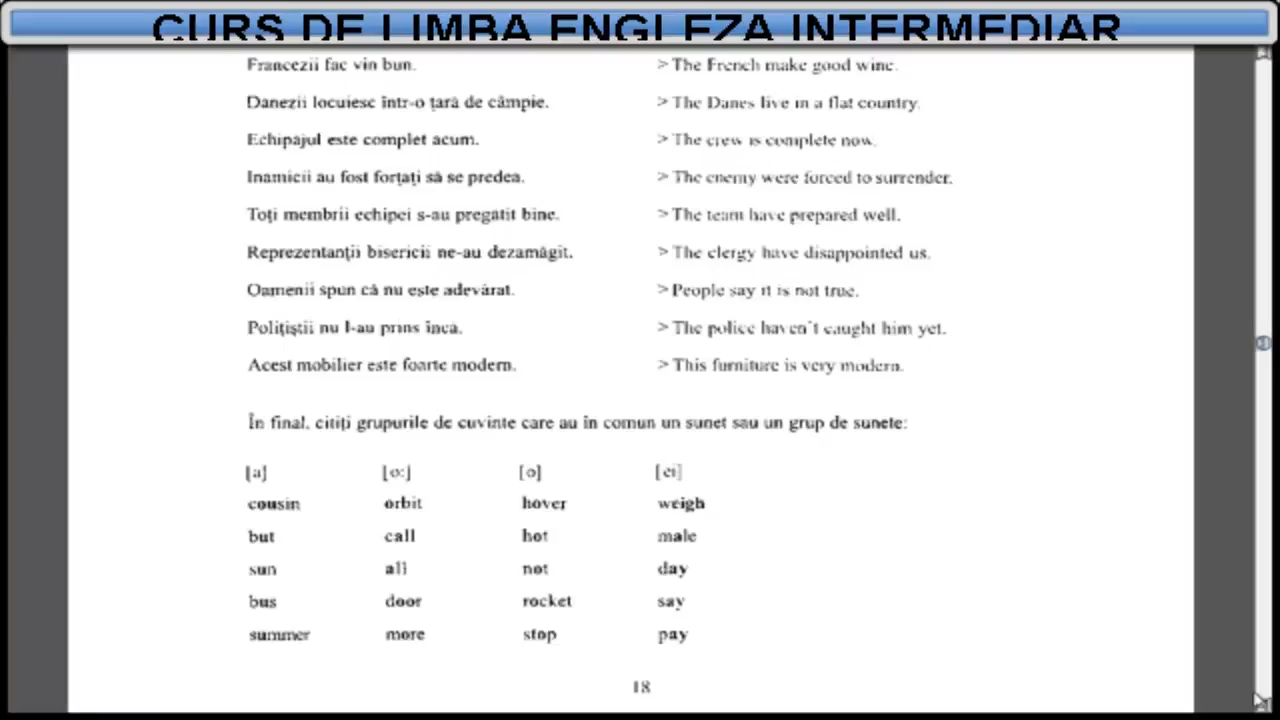 CURS DE LIMBA ENGLEZA INTERMEDIAR
Francezii fac vin bun. > The French make good wine.
Danezii locuiesc într-o țară de câmpie. > The Danes live in a flat country.
Echipajul este complet acum. > The crew is complete now.
Inamicii au fost forțați să se predea. > The enemy were forced to surrender.
Toți membrii echipei s-au pregătit bine. > The team have prepared well.
Reprezentanții bisericii ne-au dezamăgit. > The clergy have disappointed us.
Oamenii spun că nu este adevărat. > People say it is not true.
Polițiștii nu l-au prins încă. > The police haven't caught him yet.
Acest mobilier este foarte modern. > This furniture is very modern.
În final, citiți grupurile de cuvinte care au în comun un sunet sau un grup de sunete:
[a] [o:] [o] [ei]
cousin orbit hover weigh
but call hot male
sun all not day
bus door rocket say
summer more stop pay
18